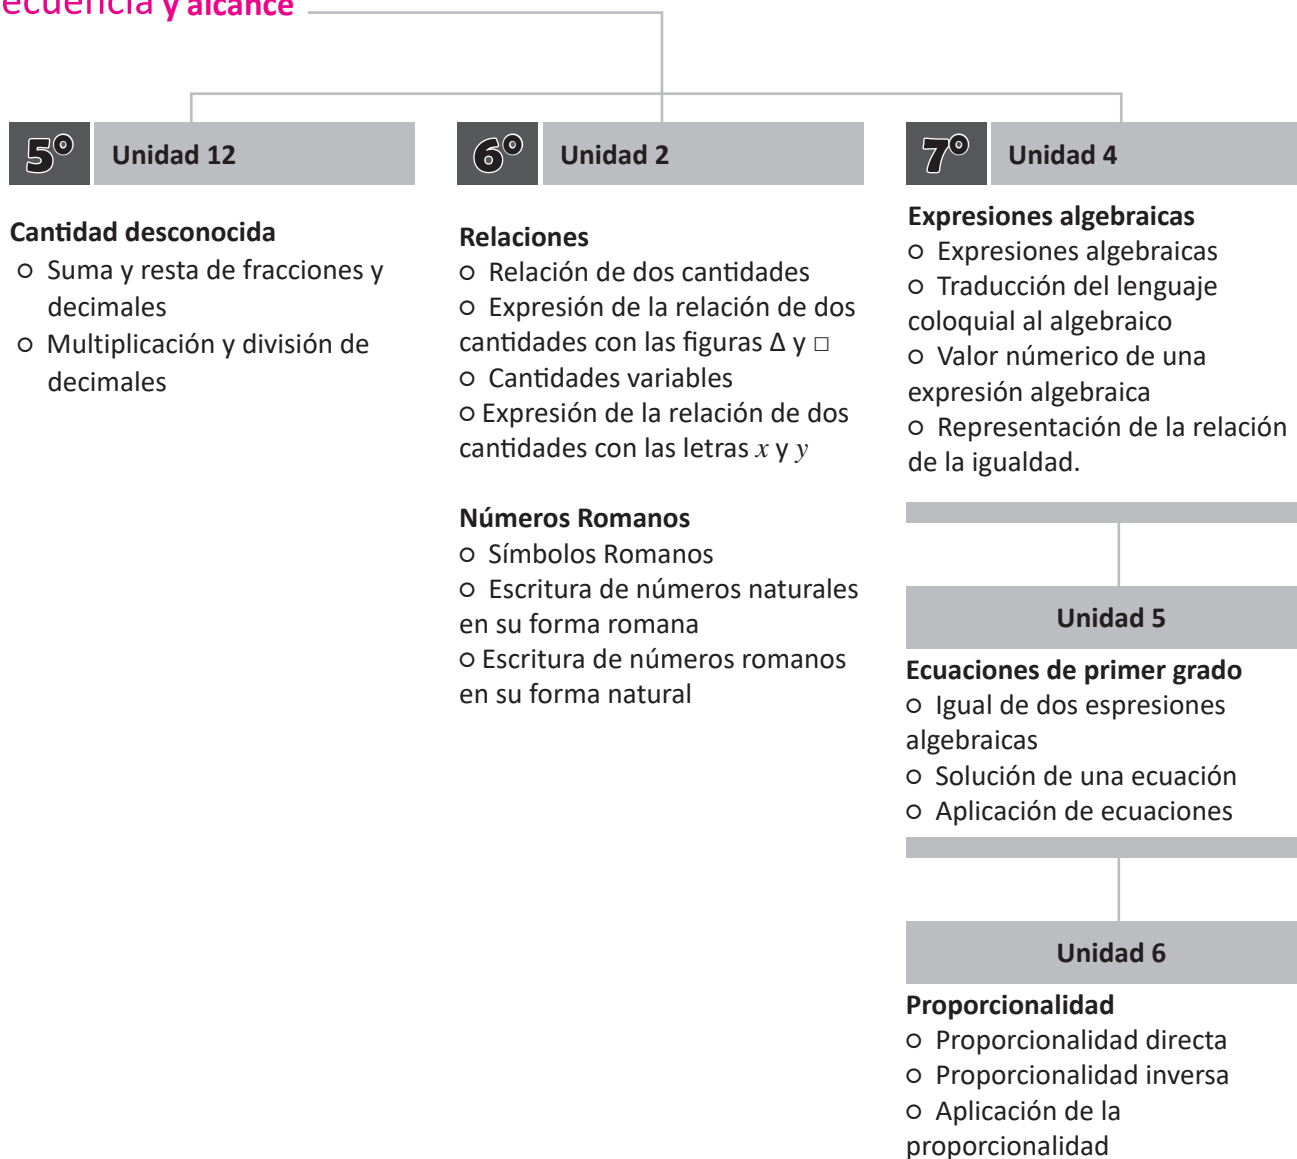 ecuencia y alcance
5º Unidad 12
Cantidad desconocida
○ Suma y resta de fracciones y
decimales
○ Multiplicación y división de
decimales
6º Unidad 2
Relaciones
○ Relación de dos cantidades
○ Expresión de la relación de dos
cantidades con las figuras Δ y □
○ Cantidades variables
○ Expresión de la relación de dos
cantidades con las letras x y y
Números Romanos
○ Símbolos Romanos
○ Escritura de números naturales
en su forma romana
○ Escritura de números romanos
en su forma natural
7º Unidad 4
Expresiones algebraicas
○ Expresiones algebraicas
○ Traducción del lenguaje
coloquial al algebraico
○ Valor númerico de una
expresión algebraica
○ Representación de la relación
de la igualdad.
Unidad 5
Ecuaciones de primer grado
○ Igual de dos espresiones
algebraicas
○ Solución de una ecuación
○ Aplicación de ecuaciones
Unidad 6
Proporcionalidad
○ Proporcionalidad directa
○ Proporcionalidad inversa
○ Aplicación de la
proporcionalidad